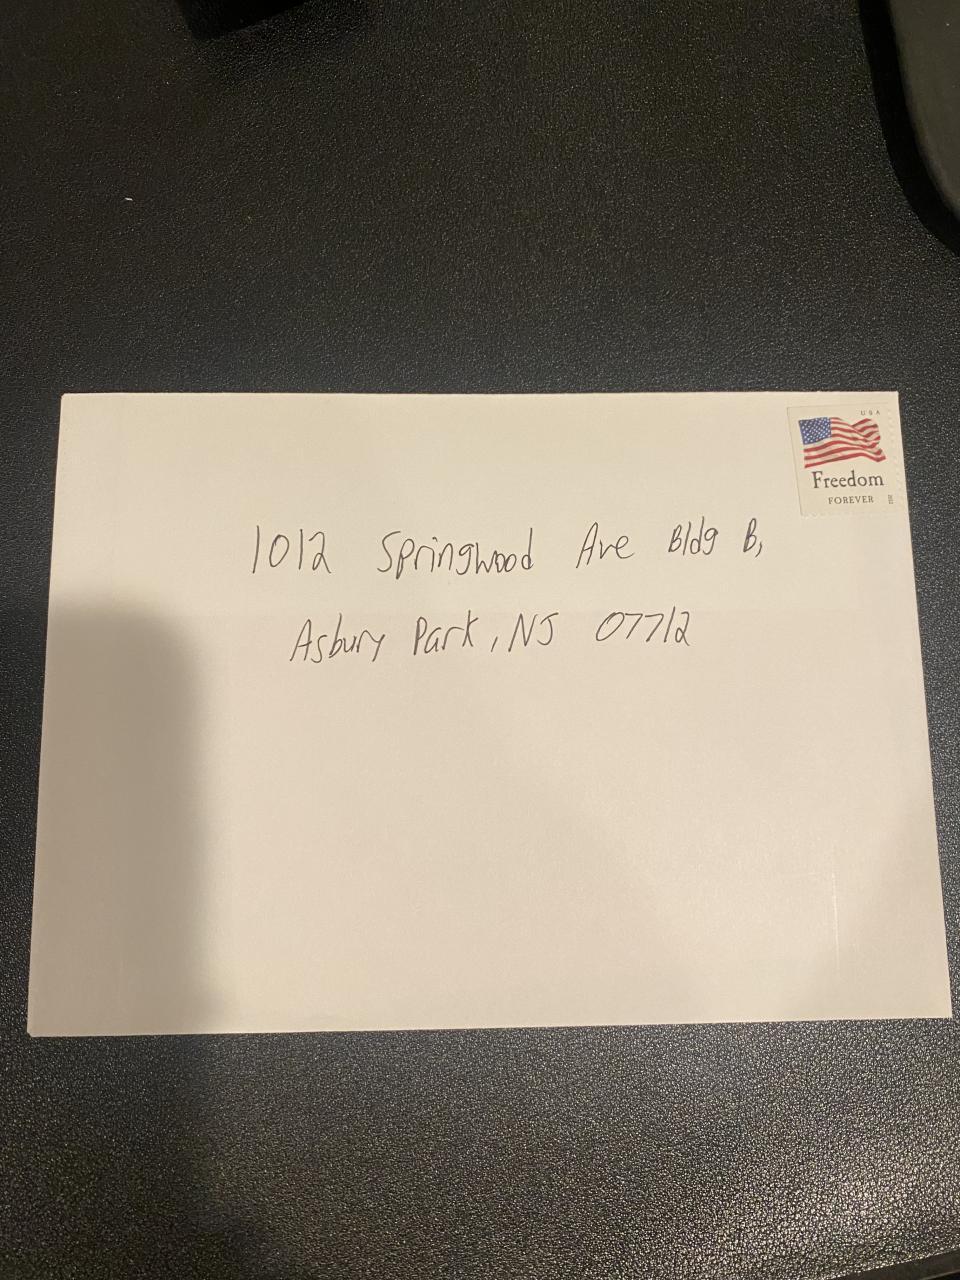 USA
Freedom
FOREVER
1012 Springwood Ave Bldg B,
Asbury Park, NJ 07712